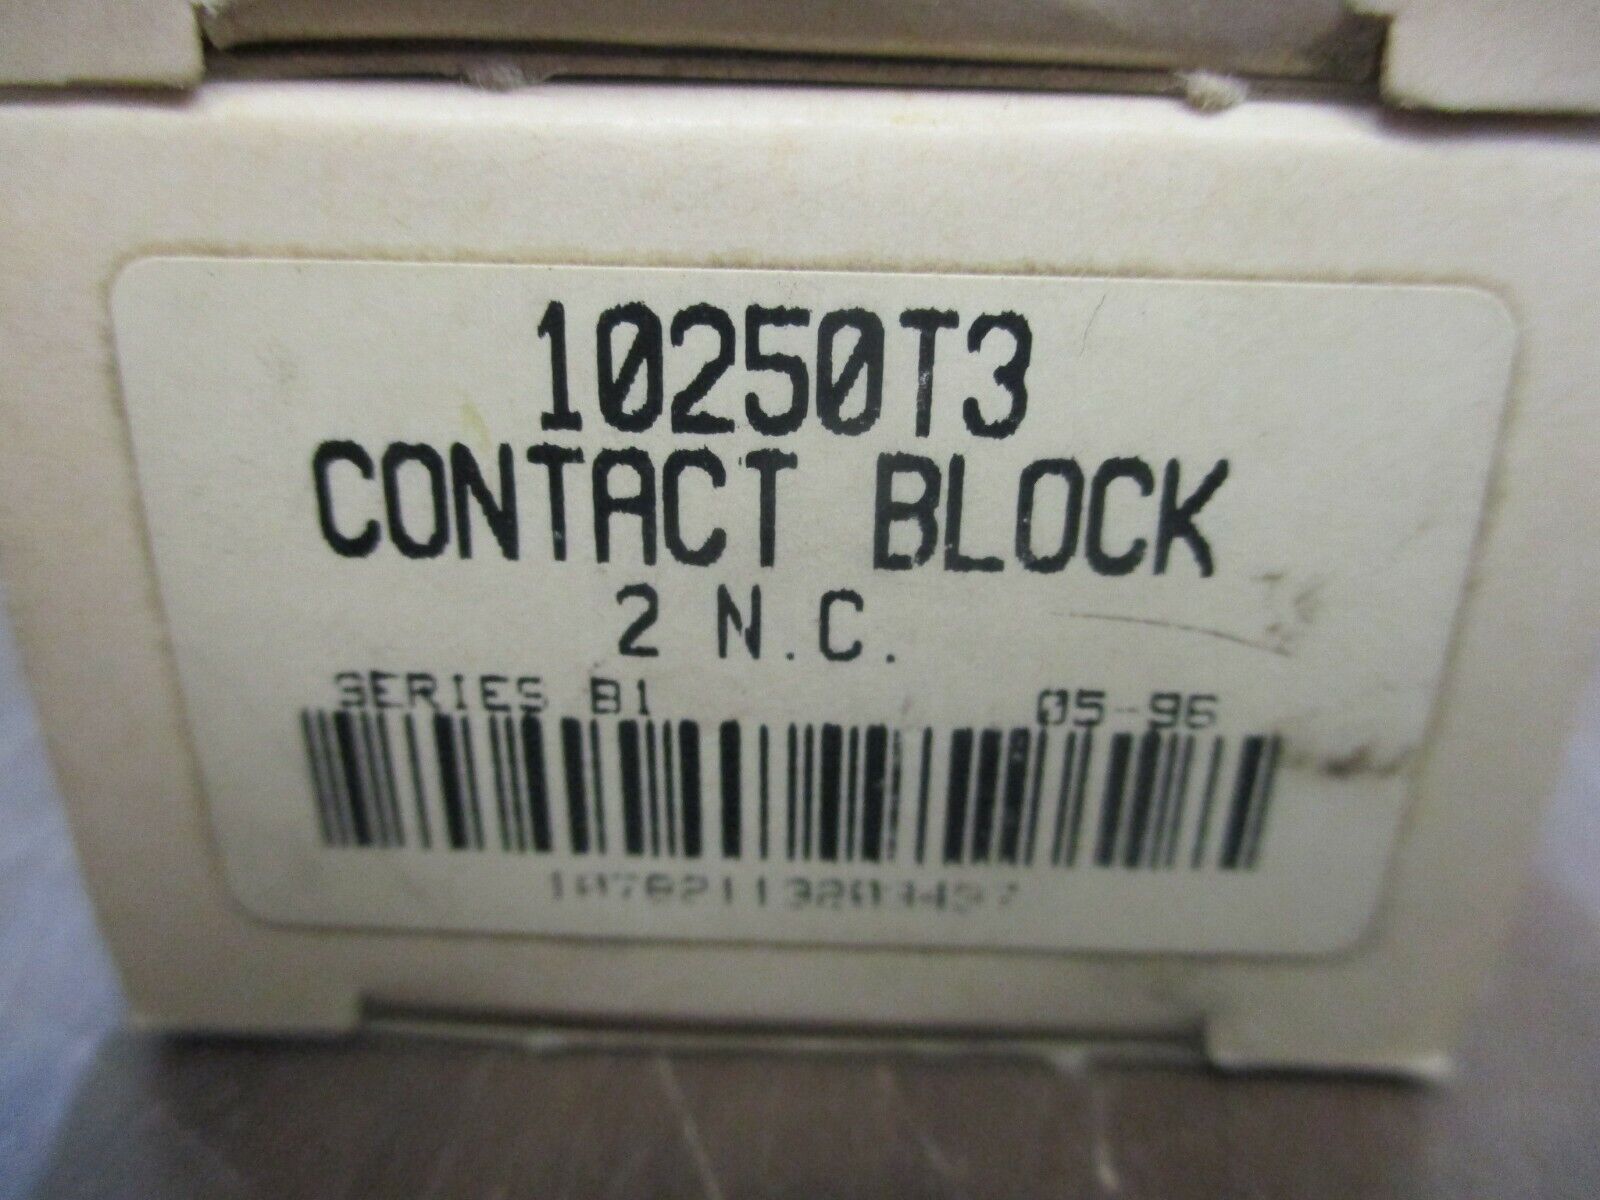 10250T3
CONTACT BLOCK
2 N.C.
SERIES B1 05-96